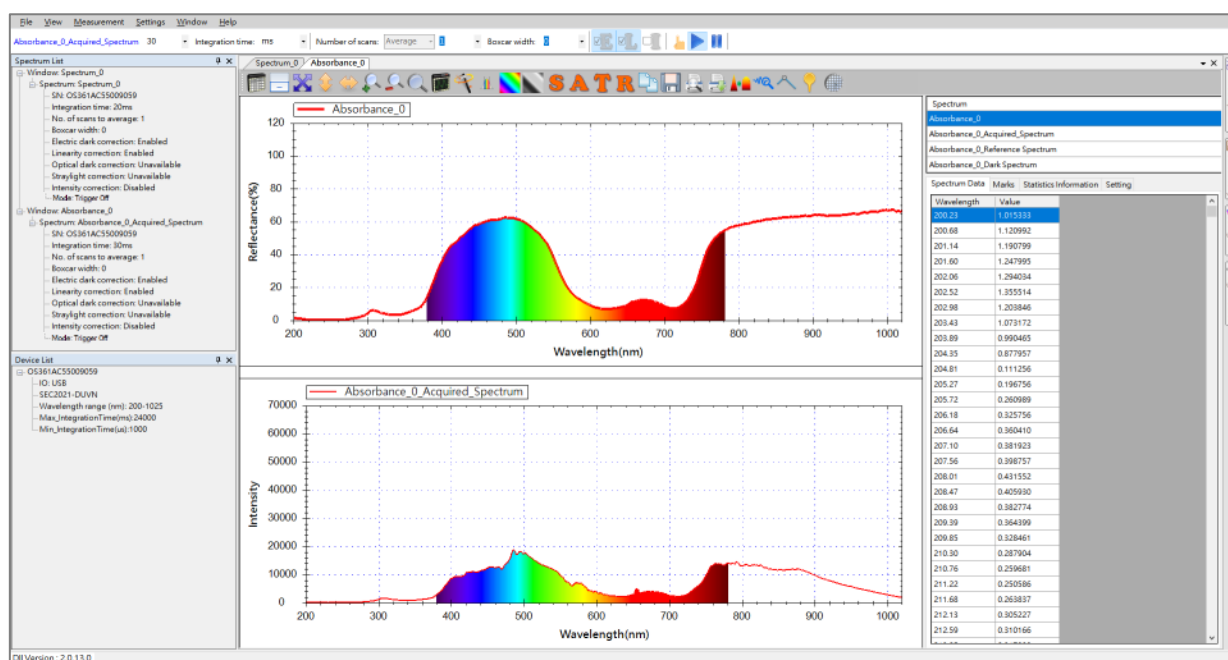 File View Measurement Settings Window Help
Absorbance_0_Acquired_Spectrum 30 Integration time: ms Number of scans: Average 1 Boxcar width: 0
Spectrum List
Window: Spectrum_0
Spectrum: Spectrum_0
SN: OS361AC55009059
Integration time: 20ms
No. of scans to average: 1
Boxcar width: 0
Electric dark correction: Enabled
Linearity correction: Enabled
Optical dark correction: Unavailable
Straylight correction: Unavailable
Intensity correction: Disabled
Mode: Trigger Off
Window: Absorbance_0
Spectrum: Absorbance_0_Acquired_Spectrum
SN: OS361AC55009059
Integration time: 30ms
No. of scans to average: 1
Boxcar width: 0
Electric dark correction: Enabled
Linearity correction: Enabled
Optical dark correction: Unavailable
Straylight correction: Unavailable
Intensity correction: Disabled
Mode: Trigger Off
Device List
OS361AC55009059
IO: USB
SEC2021-DUVN
Wavelength range (nm): 200-1025
Max_IntegrationTime(ms):24000
Min_IntegrationTime(us):1000
Spectrum_0 Absorbance_0
S A T R
Absorbance_0
120
100
80
60
40
20
0
Reflectance(%)
200 300 400 500 600 700 800 900 1000
Wavelength(nm)
Absorbance_0_Acquired_Spectrum
70000
60000
50000
40000
30000
20000
10000
0
Intensity
200 300 400 500 600 700 800 900 1000
Wavelength(nm)
Spectrum
Absorbance_0
Absorbance_0_Acquired_Spectrum
Absorbance_0_Reference Spectrum
Absorbance_0_Dark Spectrum
Spectrum Data Marks Statistics Information Setting
Wavelength Value
200.23 1.015333
200.68 1.120992
201.14 1.190799
201.60 1.247995
202.06 1.294034
202.52 1.355514
202.98 1.203846
203.43 1.073172
203.89 0.990465
204.35 0.877957
204.81 0.111256
205.27 0.196756
205.72 0.260989
206.18 0.325756
206.64 0.360410
207.10 0.381923
207.56 0.398757
208.01 0.431552
208.47 0.405930
208.93 0.382774
209.39 0.364399
209.85 0.328461
210.30 0.287904
210.76 0.259681
211.22 0.250586
211.68 0.263837
212.13 0.305227
212.59 0.310166
Dll Version : 2.0.13.0